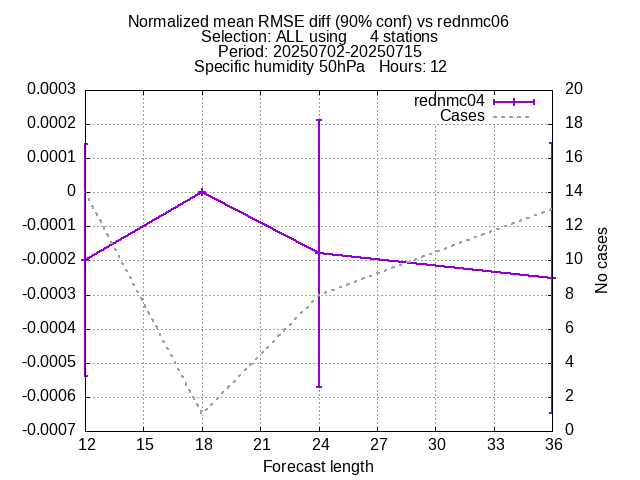 Normalized mean RMSE diff (90% conf) vs rednmc06
Selection: ALL using     4 stations
Period: 20250702-20250715
Specific humidity 50hPa   Hours: 12
rednmc04
Cases
0.0003
0.0002
0.0001
0
-0.0001
-0.0002
-0.0003
-0.0004
-0.0005
-0.0006
-0.0007
20
18
16
14
12
10
8
6
4
2
0
No cases
12 15 18 21 24 27 30 33 36
Forecast length